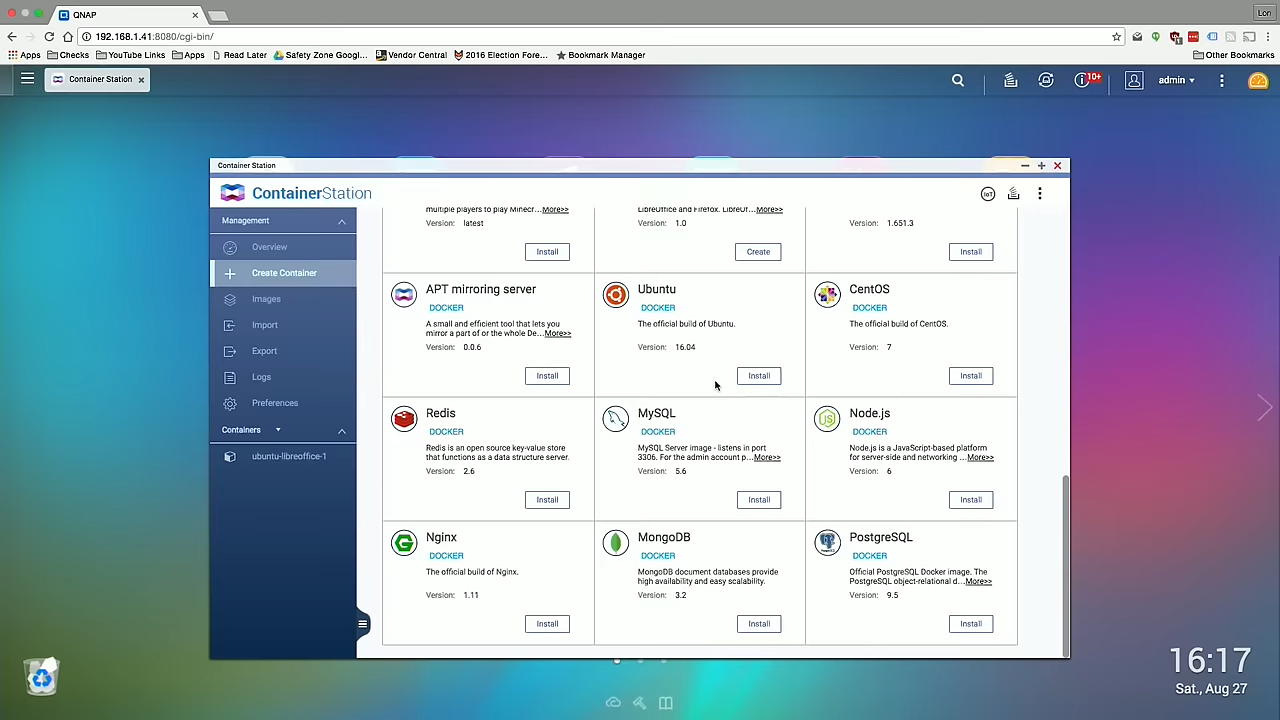 QNAP
Lon
192.168.1.41:8080/cgi-bin/
Apps
Checks
YouTube Links
Apps
Read Later
Safety Zone Googl...
Vendor Central
2016 Election Fore...
Bookmark Manager
Other Bookmarks
Container Station
10+
admin
Container Station
ContainerStation
IoT
Management
Overview
Create Container
Images
Import
Export
Logs
Preferences
Containers
ubuntu-libreoffice-1
multiple players to play Minecr...More>>
Version: latest
Install
LibreOffice and Firefox. LibreOf...More>>
Version: 1.0
Create
Version: 1.651.3
Install
APT mirroring server
DOCKER
A small and efficient tool that lets you
mirror a part of or the whole De...More>>
Version: 0.0.6
Install
Ubuntu
DOCKER
The official build of Ubuntu.
Version: 16.04
Install
CentOS
DOCKER
The official build of CentOS.
Version: 7
Install
Redis
DOCKER
Redis is an open source key-value store
that functions as a data structure server.
Version: 2.6
Install
MySQL
DOCKER
MySQL Server image - listens in port
3306. For the admin account p...More>>
Version: 5.6
Install
Node.js
DOCKER
Node.js is a JavaScript-based platform
for server-side and networking ...More>>
Version: 6
Install
Nginx
DOCKER
The official build of Nginx.
Version: 1.11
Install
MongoDB
DOCKER
MongoDB document databases provide
high availability and easy scalability.
Version: 3.2
Install
PostgreSQL
DOCKER
Official PostgreSQL Docker image. The
PostgreSQL object-relational d...More>>
Version: 9.5
Install
16:17
Sat., Aug 27